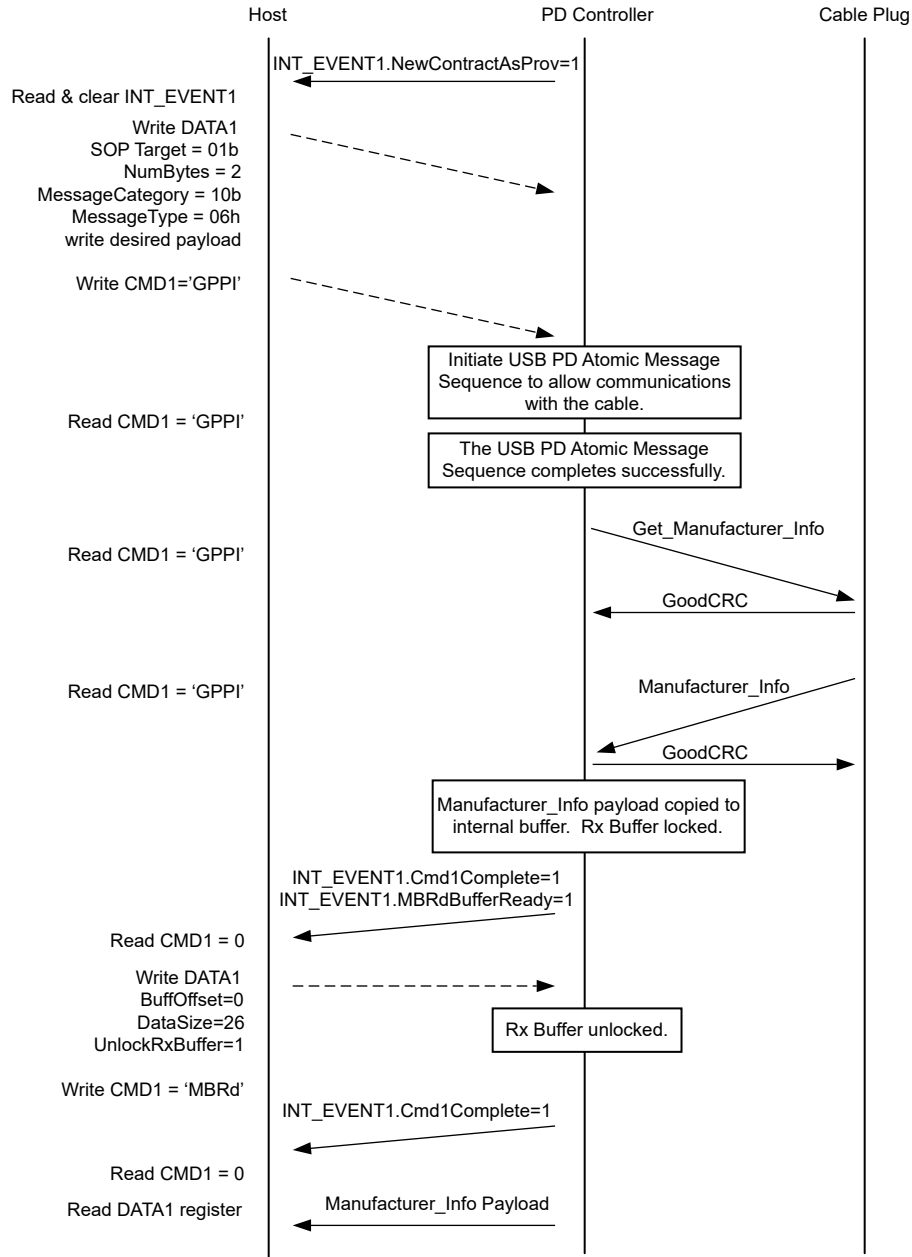 Host
PD Controller
Cable Plug
INT_EVENT1.NewContractAsProv=1
Read & clear INT_EVENT1
Write DATA1
SOP Target = 01b
NumBytes = 2
MessageCategory = 10b
MessageType = 06h
write desired payload
Write CMD1=’GPPI’
Initiate USB PD Atomic Message
Sequence to allow communications
with the cable.
Read CMD1 = ‘GPPI’
The USB PD Atomic Message
Sequence completes successfully.
Get_Manufacturer_Info
Read CMD1 = ‘GPPI’
GoodCRC
Read CMD1 = ‘GPPI’
Manufacturer_Info
GoodCRC
Manufacturer_Info payload copied to
internal buffer. Rx Buffer locked.
INT_EVENT1.Cmd1Complete=1
INT_EVENT1.MBRdBufferReady=1
Read CMD1 = 0
Write DATA1
BuffOffset=0
DataSize=26
UnlockRxBuffer=1
Rx Buffer unlocked.
Write CMD1 = ‘MBRd’
INT_EVENT1.Cmd1Complete=1
Read CMD1 = 0
Read DATA1 register
Manufacturer_Info Payload